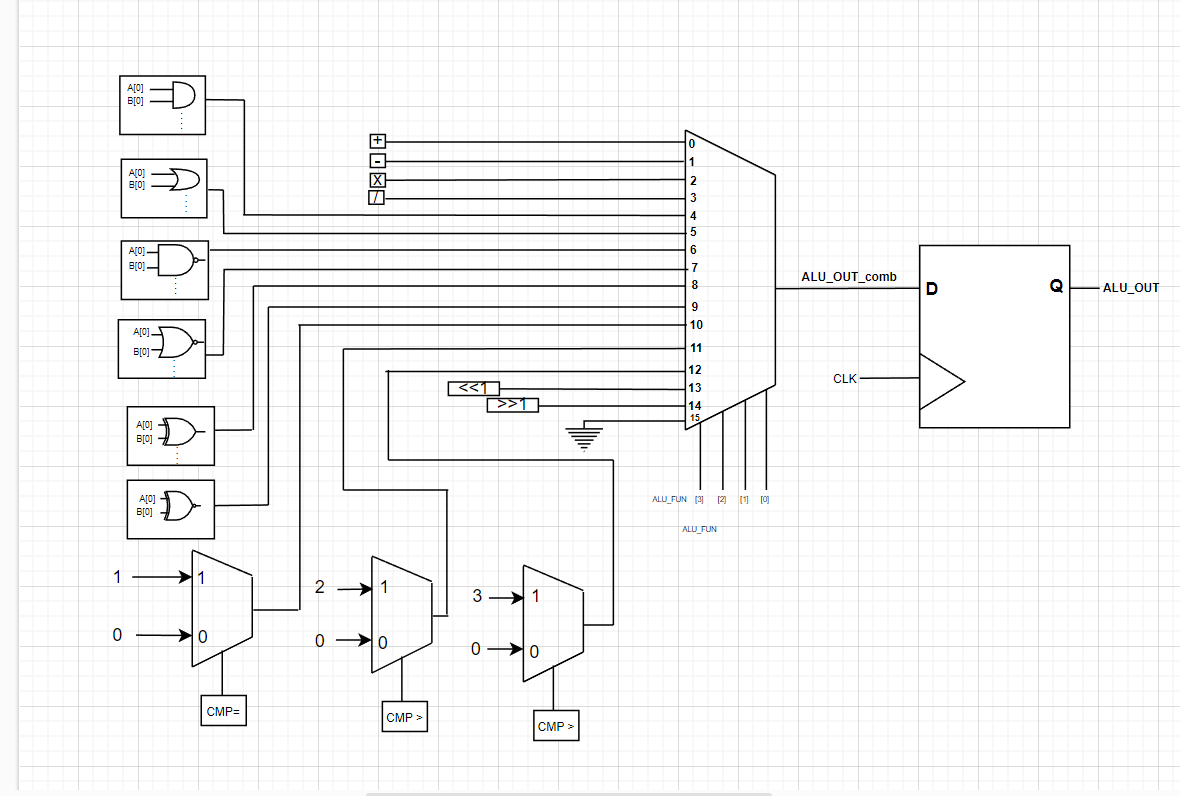 A[0]
B[0]
A[0]
B[0]
A[0]
B[0]
A[0]
B[0]
A[0]
B[0]
A[0]
B[0]
+
-
X
/
0
1
2
3
4
5
6
7
8
9
10
11
12
13
14
15
<<1
>>1
ALU_OUT_comb
D
Q
ALU_OUT
CLK
ALU_FUN [3] [2] [1] [0]
ALU_FUN
1
1
0
0
CMP=
2
1
0
0
CMP >
3
1
0
0
CMP >